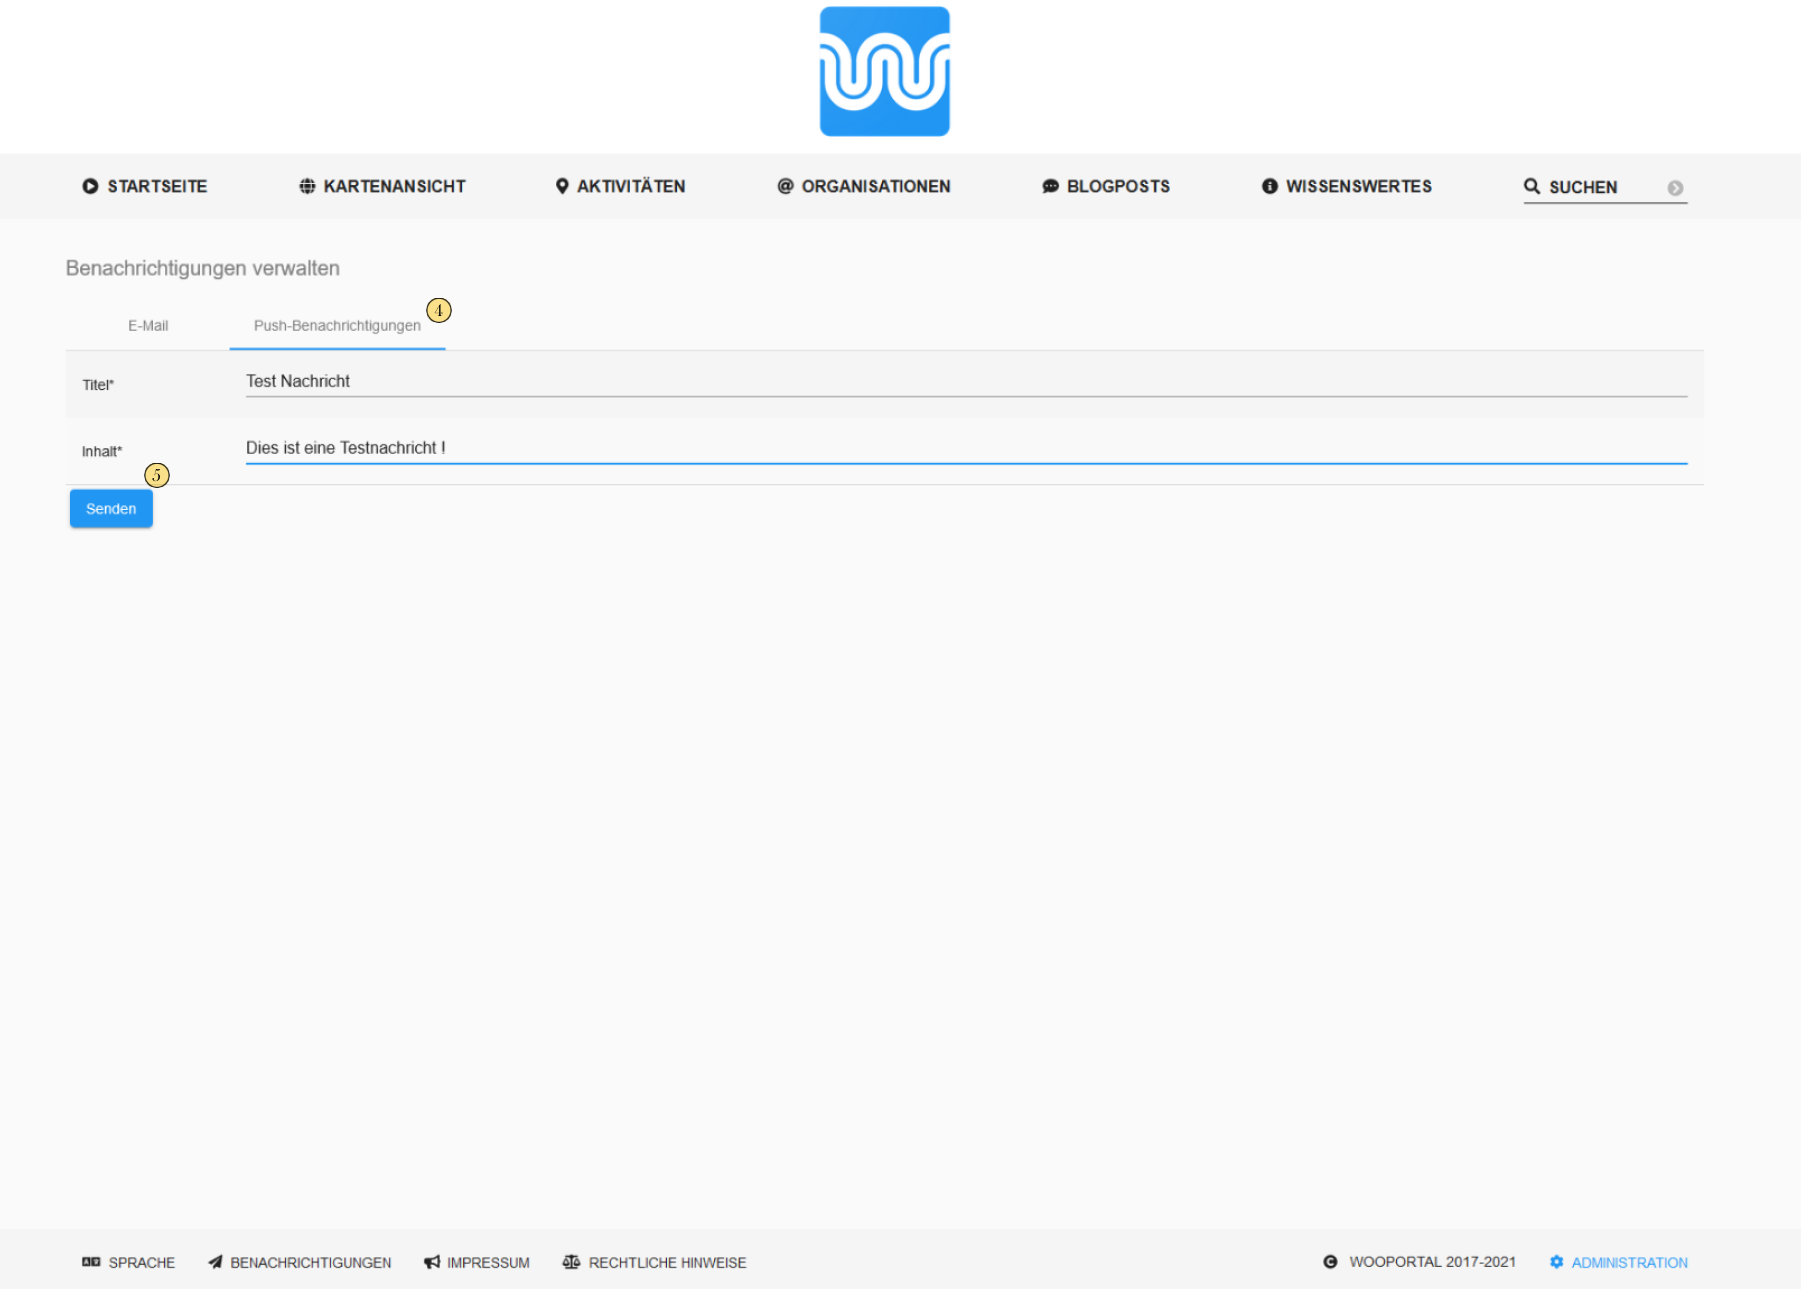 STARTSEITE KARTENANSICHT AKTIVITÄTEN @ ORGANISATIONEN BLOGPOSTS WISSENSWERTES SUCHEN
Benachrichtigungen verwalten
E-Mail Push-Benachrichtigungen 4
Titel* Test Nachricht
Inhalt* Dies ist eine Testnachricht !
5
Senden
SPRACHE BENACHRICHTIGUNGEN IMPRESSUM RECHTLICHE HINWEISE WOOPORTAL 2017-2021 ADMINISTRATION